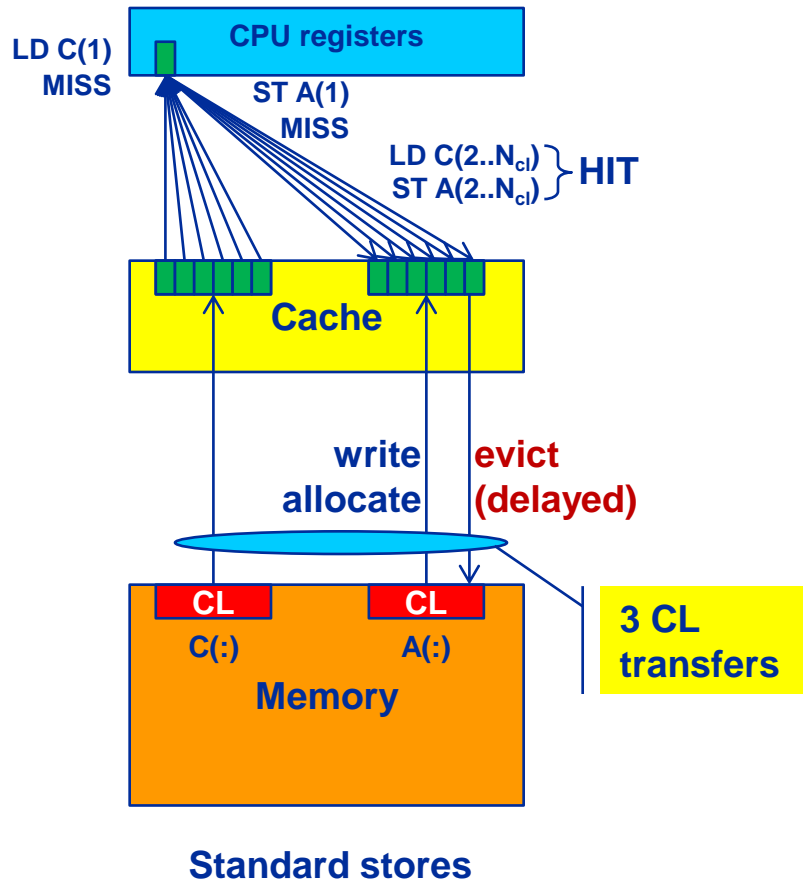 CPU registers
LD C(1)
MISS
ST A(1)
MISS
LD C(2..Ncl)
ST A(2..Ncl)
HIT
Cache
write
allocate
evict
(delayed)
CL
CL
C(:)
A(:)
Memory
3 CL
transfers
Standard stores